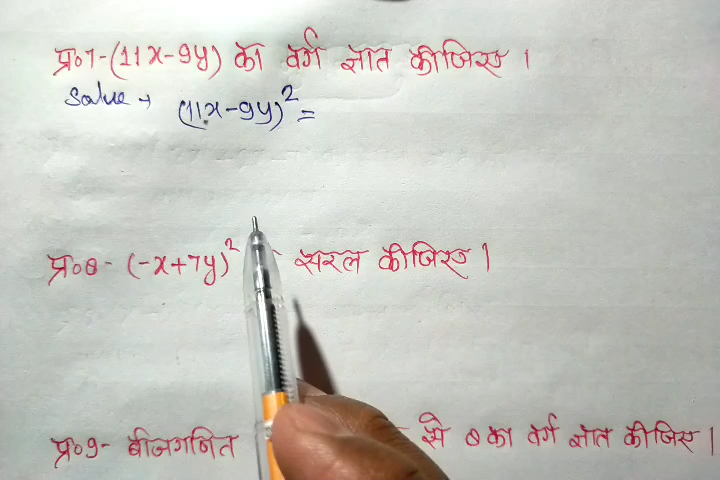 प्र०7-(11x-9y) का वर्ग ज्ञात कीजिए ।
Solve → (11x-9y)² =
प्र०8- (-x+7y)² सरल कीजिए ।
प्र०9- बीजगणित से 8 का वर्ग ज्ञात कीजिए ।